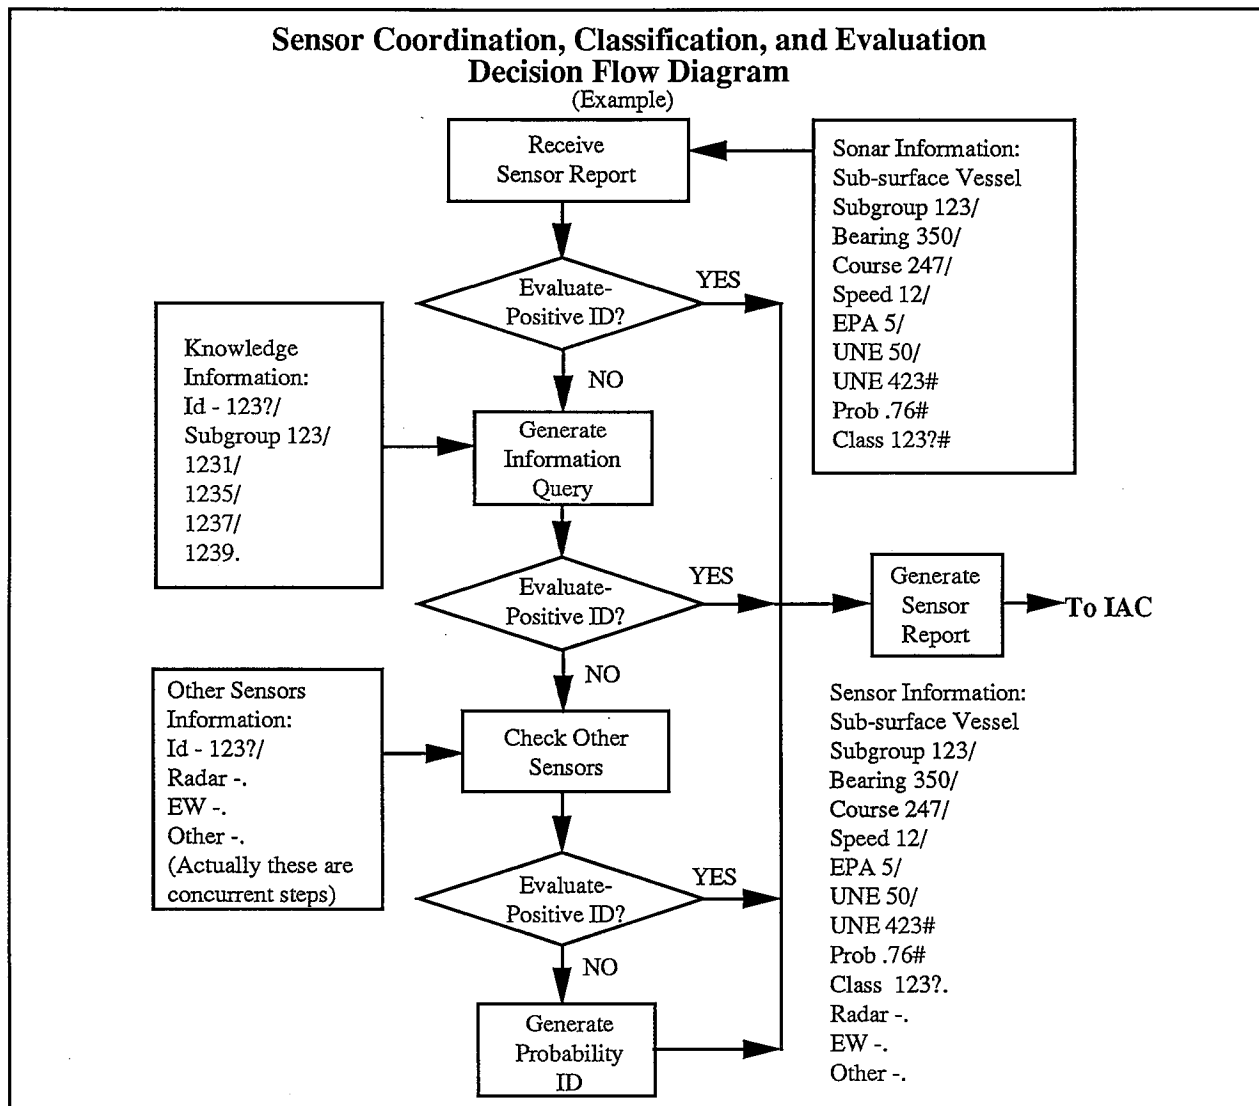 Sensor Coordination, Classification, and Evaluation
Decision Flow Diagram
(Example)
Receive
Sensor Report
Sonar Information:
Sub-surface Vessel
Subgroup 123/
Bearing 350/
Course 247/
Speed 12/
EPA 5/
UNE 50/
UNE 423#
Prob .76#
Class 123?#
Evaluate-
Positive ID?
YES
NO
Knowledge
Information:
Id - 123?/
Subgroup 123/
1231/
1235/
1237/
1239.
Generate
Information
Query
Evaluate-
Positive ID?
YES
NO
Generate
Sensor
Report
To IAC
Other Sensors
Information:
Id - 123?/
Radar -.
EW -.
Other -.
(Actually these are
concurrent steps)
Check Other
Sensors
Evaluate-
Positive ID?
YES
NO
Generate
Probability
ID
Sensor Information:
Sub-surface Vessel
Subgroup 123/
Bearing 350/
Course 247/
Speed 12/
EPA 5/
UNE 50/
UNE 423#
Prob .76#
Class  123?.
Radar -.
EW -.
Other -.